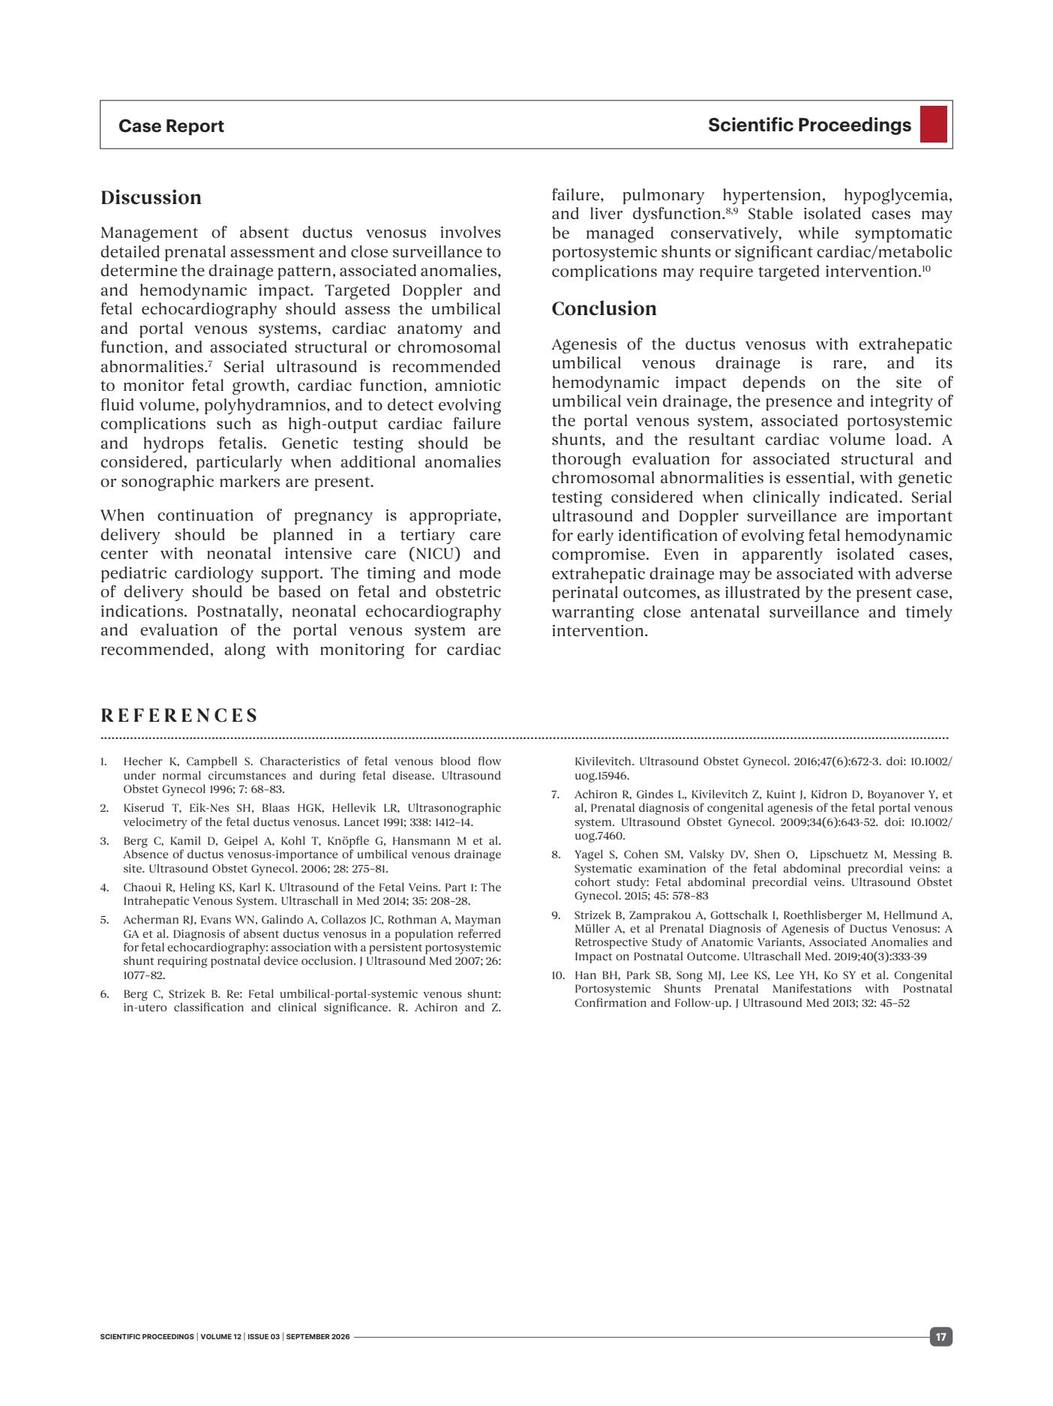 Case Report
Scientific Proceedings
Discussion
Management of absent ductus venosus involves
detailed prenatal assessment and close surveillance to
determine the drainage pattern, associated anomalies,
and hemodynamic impact. Targeted Doppler and
fetal echocardiography should assess the umbilical
and portal venous systems, cardiac anatomy and
function, and associated structural or chromosomal
abnormalities.⁷ Serial ultrasound is recommended
to monitor fetal growth, cardiac function, amniotic
fluid volume, polyhydramnios, and to detect evolving
complications such as high-output cardiac failure
and hydrops fetalis. Genetic testing should be
considered, particularly when additional anomalies
or sonographic markers are present.
When continuation of pregnancy is appropriate,
delivery should be planned in a tertiary care
center with neonatal intensive care (NICU) and
pediatric cardiology support. The timing and mode
of delivery should be based on fetal and obstetric
indications. Postnatally, neonatal echocardiography
and evaluation of the portal venous system are
recommended, along with monitoring for cardiac
failure, pulmonary hypertension, hypoglycemia,
and liver dysfunction.⁸,⁹ Stable isolated cases may
be managed conservatively, while symptomatic
portosystemic shunts or significant cardiac/metabolic
complications may require targeted intervention.¹⁰
Conclusion
Agenesis of the ductus venosus with extrahepatic
umbilical venous drainage is rare, and its
hemodynamic impact depends on the site of
umbilical vein drainage, the presence and integrity of
the portal venous system, associated portosystemic
shunts, and the resultant cardiac volume load. A
thorough evaluation for associated structural and
chromosomal abnormalities is essential, with genetic
testing considered when clinically indicated. Serial
ultrasound and Doppler surveillance are important
for early identification of evolving fetal hemodynamic
compromise. Even in apparently isolated cases,
extrahepatic drainage may be associated with adverse
perinatal outcomes, as illustrated by the present case,
warranting close antenatal surveillance and timely
intervention.
REFERENCES
1. Hecher K, Campbell S. Characteristics of fetal venous blood flow
under normal circumstances and during fetal disease. Ultrasound
Obstet Gynecol 1996; 7: 68–83.
2. Kiserud T, Eik-Nes SH, Blaas HGK, Hellevik LR, Ultrasonographic
velocimetry of the fetal ductus venosus. Lancet 1991; 338: 1412–14.
3. Berg C, Kamil D, Geipel A, Kohl T, Knöpfle G, Hansmann M et al.
Absence of ductus venosus-importance of umbilical venous drainage
site. Ultrasound Obstet Gynecol. 2006; 28: 275–81.
4. Chaoui R, Heling KS, Karl K. Ultrasound of the Fetal Veins. Part I: The
Intrahepatic Venous System. Ultraschall in Med 2014; 35: 208–28.
5. Acherman RJ, Evans WN, Galindo A, Collazos JC, Rothman A, Mayman
GA et al. Diagnosis of absent ductus venosus in a population referred
for fetal echocardiography: association with a persistent portosystemic
shunt requiring postnatal device occlusion. J Ultrasound Med 2007; 26:
1077–82.
6. Berg C, Strizek B. Re: Fetal umbilical-portal-systemic venous shunt:
in-utero classification and clinical significance. R. Achiron and Z.
Kivilevitch. Ultrasound Obstet Gynecol. 2016;47(6):672-3. doi: 10.1002/
uog.15946.
7. Achiron R, Gindes L, Kivilevitch Z, Kuint J, Kidron D, Boyanover Y, et
al, Prenatal diagnosis of congenital agenesis of the fetal portal venous
system. Ultrasound Obstet Gynecol. 2009;34(6):643-52. doi: 10.1002/
uog.7460.
8. Yagel S, Cohen SM, Valsky DV, Shen O, Lipschuetz M, Messing B.
Systematic examination of the fetal abdominal precordial veins: a
cohort study: Fetal abdominal precordial veins. Ultrasound Obstet
Gynecol. 2015; 45: 578–83
9. Strizek B, Zamprakou A, Gottschalk I, Roethlisberger M, Hellmund A,
Müller A, et al Prenatal Diagnosis of Agenesis of Ductus Venosus: A
Retrospective Study of Anatomic Variants, Associated Anomalies and
Impact on Postnatal Outcome. Ultraschall Med. 2019;40(3):333-39
10. Han BH, Park SB, Song MJ, Lee KS, Lee YH, Ko SY et al. Congenital
Portosystemic Shunts Prenatal Manifestations with Postnatal
Confirmation and Follow-up. J Ultrasound Med 2013; 32: 45–52
SCIENTIFIC PROCEEDINGS | VOLUME 12 | ISSUE 03 | SEPTEMBER 2026
17